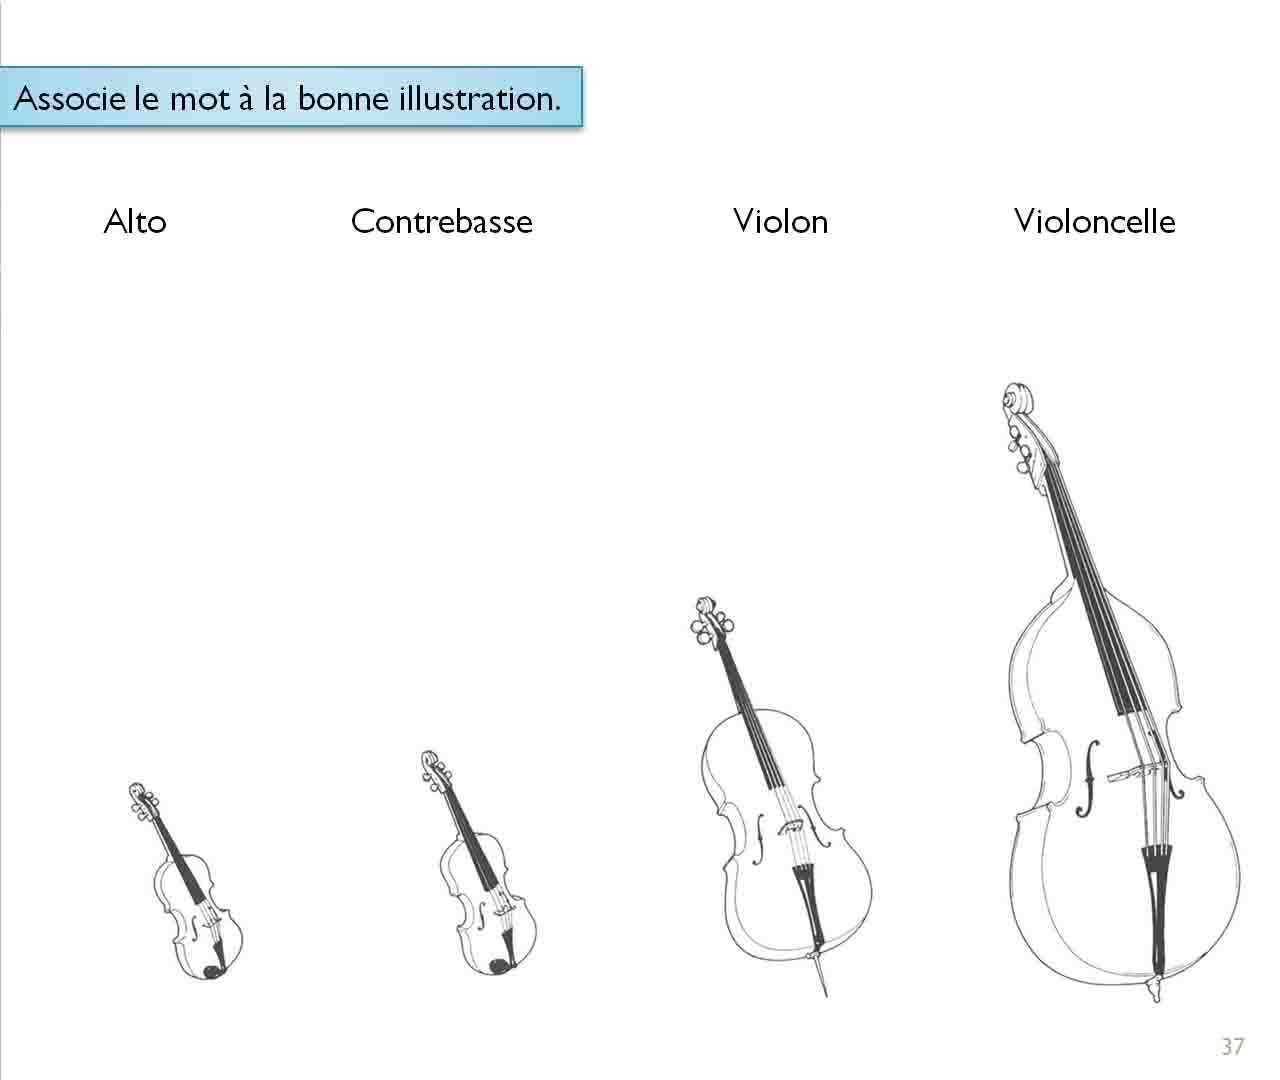 Associe le mot à la bonne illustration.
Alto Contrebasse Violon Violoncelle
37